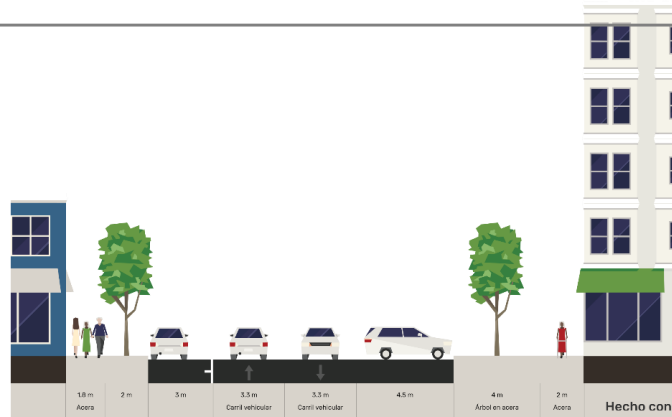 1.8 m
Acera
2 m
3 m
3.3 m
Carril vehicular
3.3 m
Carril vehicular
4.5 m
4 m
Árbol en acera
2 m
Acera
Hecho con